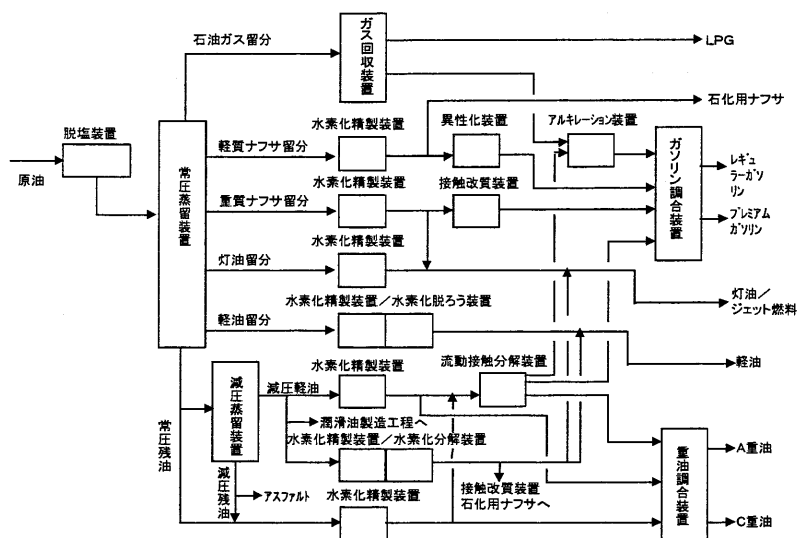 石油ガス留分
ガス回収装置
LPG
石化用ナフサ
脱塩装置
原油
常圧蒸留装置
水素化精製装置
軽質ナフサ留分
異性化装置
アルキレーション装置
ガソリン調合装置
レギュ
ラーガソ
リン
プレミアム
ガソリン
水素化精製装置
重質ナフサ留分
接触改質装置
水素化精製装置
灯油留分
灯油／
ジェット燃料
水素化精製装置／水素化脱ろう装置
軽油留分
軽油
水素化精製装置
流動接触分解装置
減圧蒸留装置
減圧軽油
潤滑油製造工程へ
水素化精製装置／水素化分解装置
常圧残油
減圧残油
アスファルト
水素化精製装置
接触改質装置
石化用ナフサへ
重油調合装置
A重油
C重油